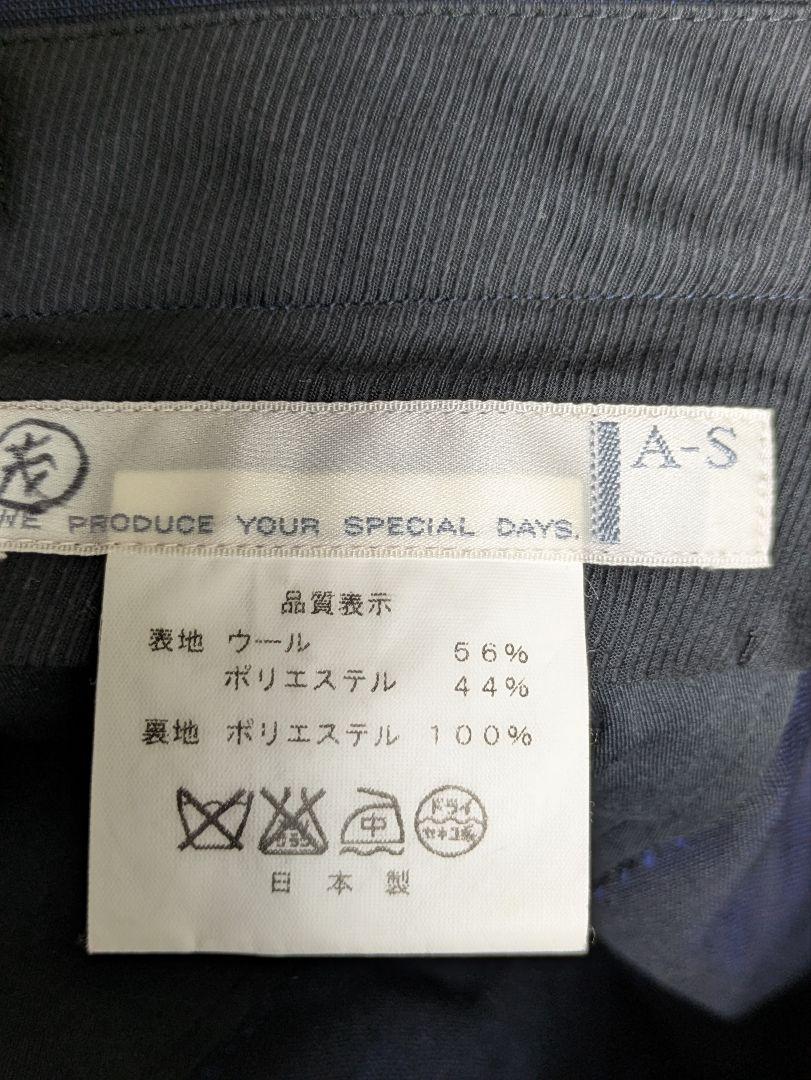 A-S
WE PRODUCE YOUR SPECIAL DAYS.
品質表示
表地 ウール 56%
ポリエステル 44%
裏地 ポリエステル 100%
中 ドライ
セキユ系
日本製